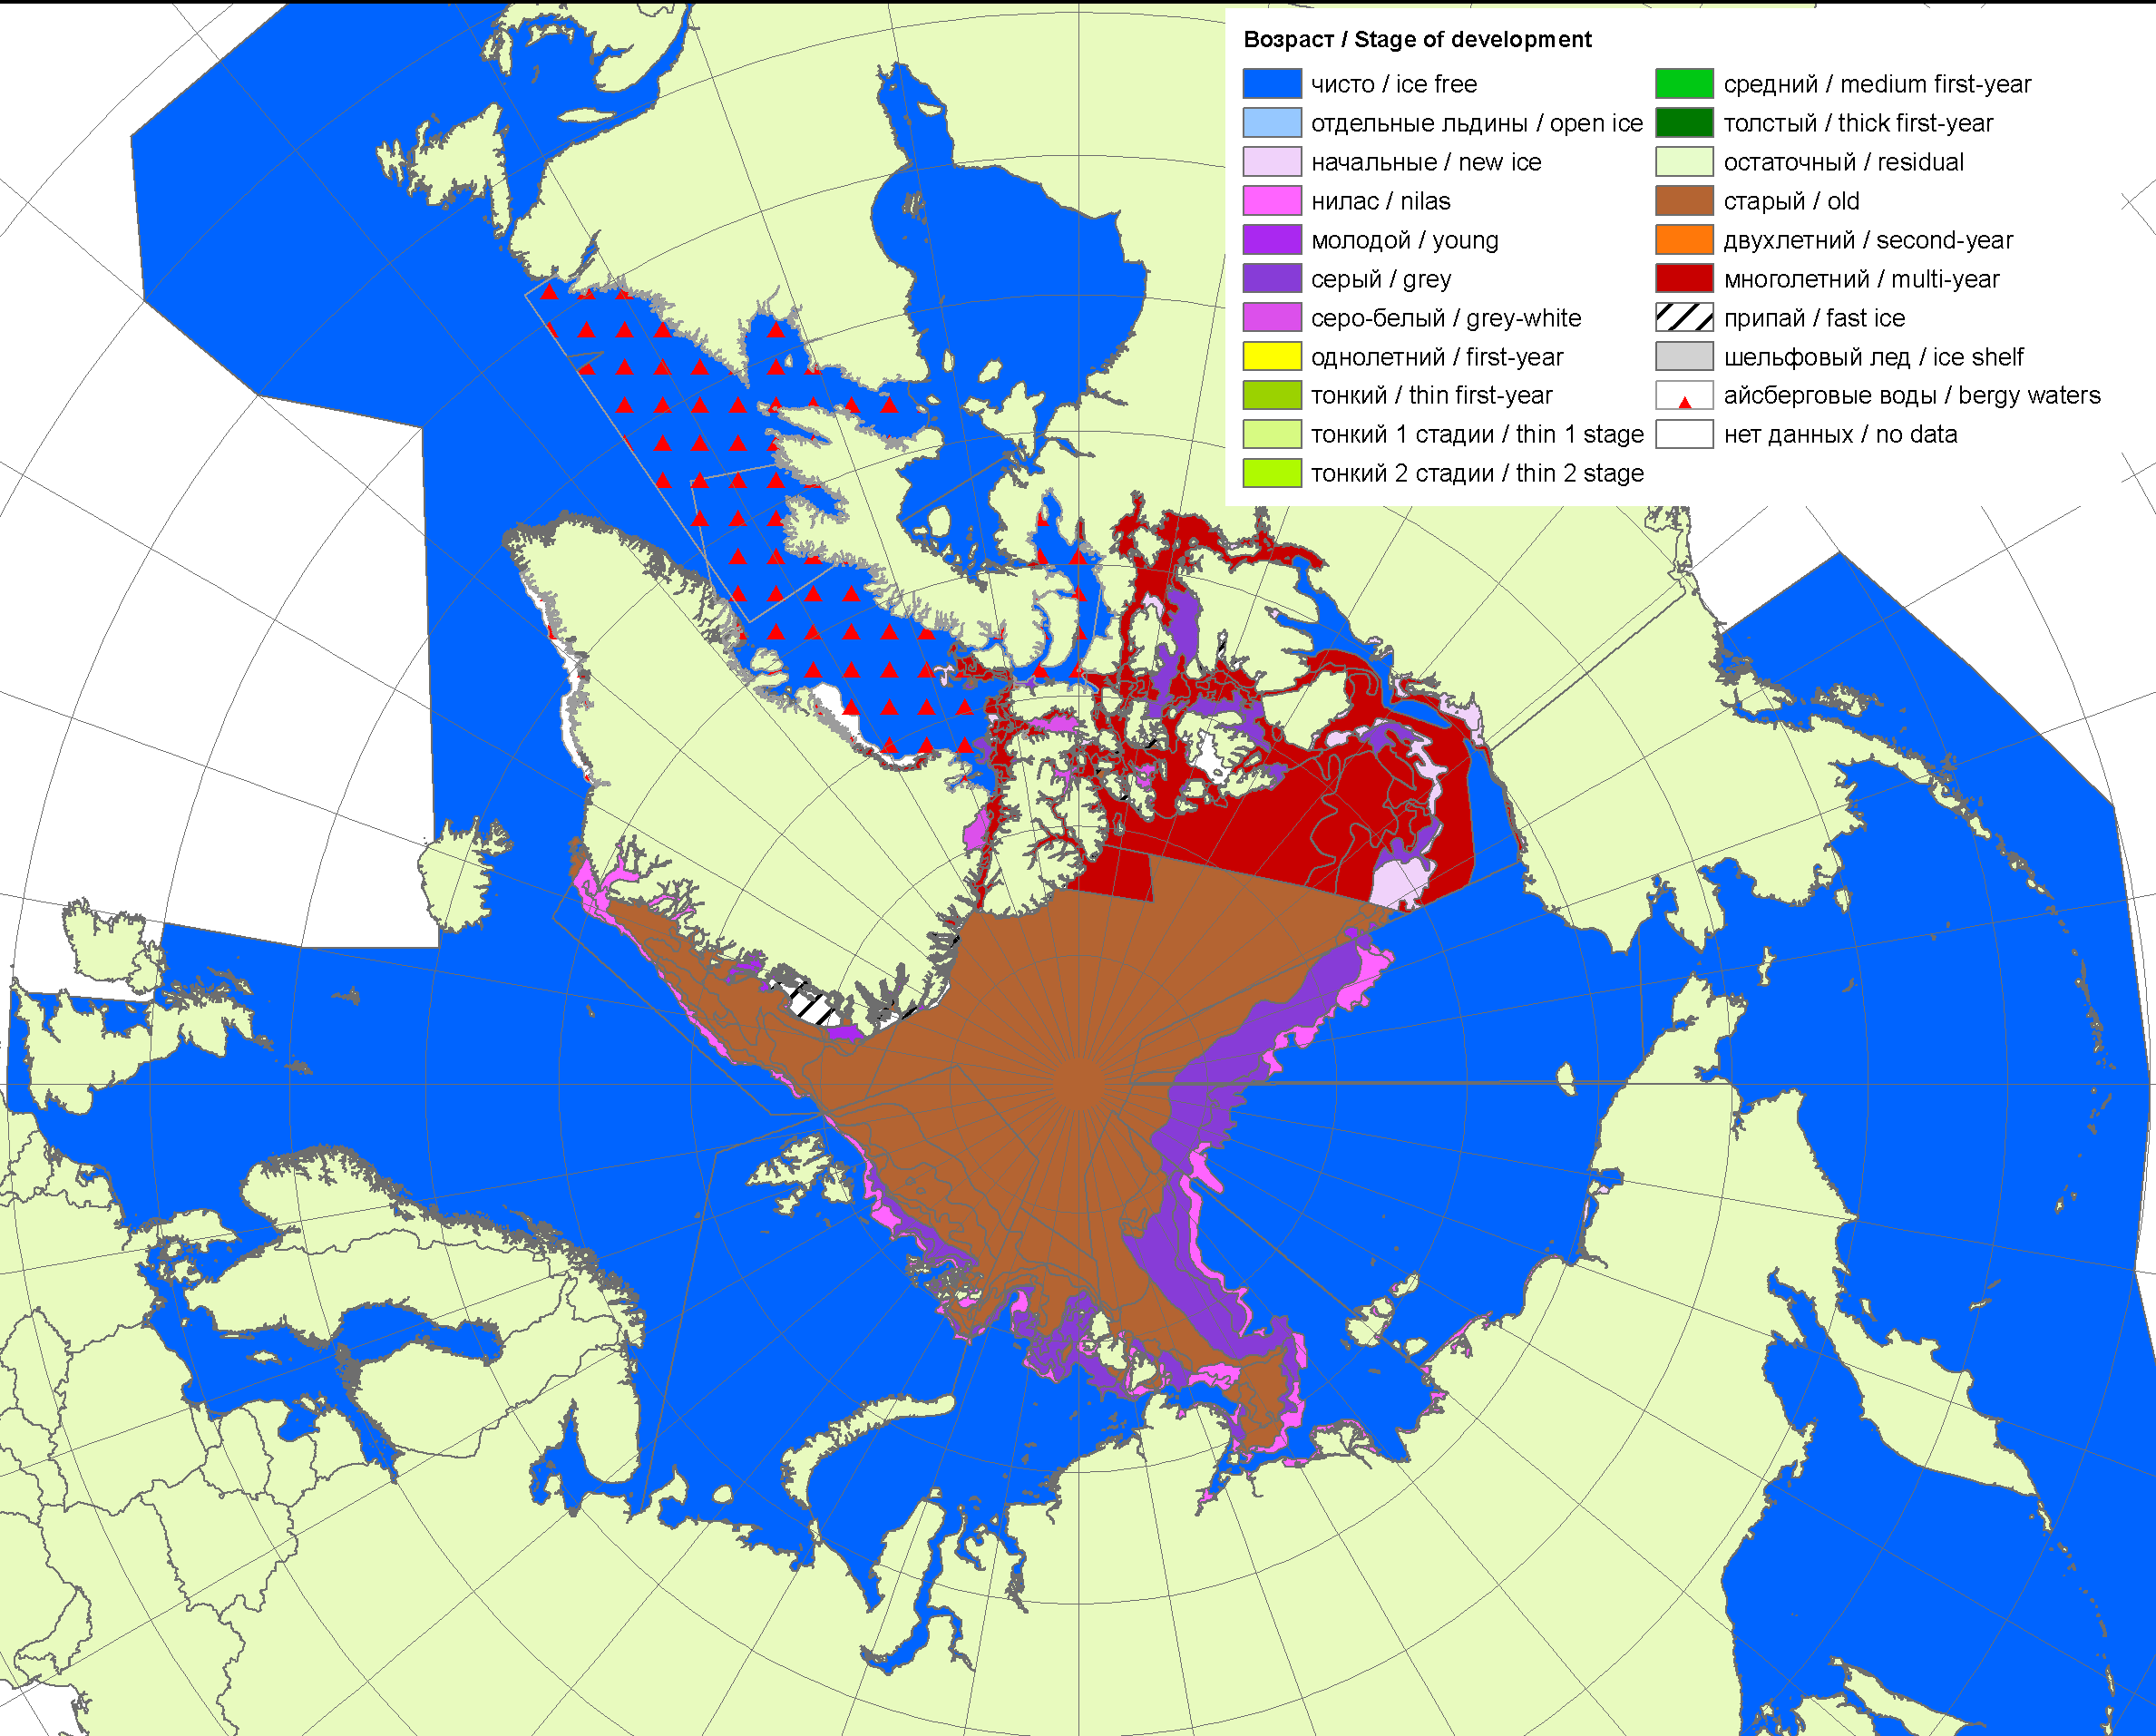 Возраст / Stage of development
чисто / ice free
отдельные льдины / open ice
начальные / new ice
нилас / nilas
молодой / young
серый / grey
серо-белый / grey-white
однолетний / first-year
тонкий / thin first-year
тонкий 1 стадии / thin 1 stage
тонкий 2 стадии / thin 2 stage
средний / medium first-year
толстый / thick first-year
остаточный / residual
старый / old
двухлетний / second-year
многолетний / multi-year
припай / fast ice
шельфовый лед / ice shelf
айсберговые воды / bergy waters
нет данных / no data